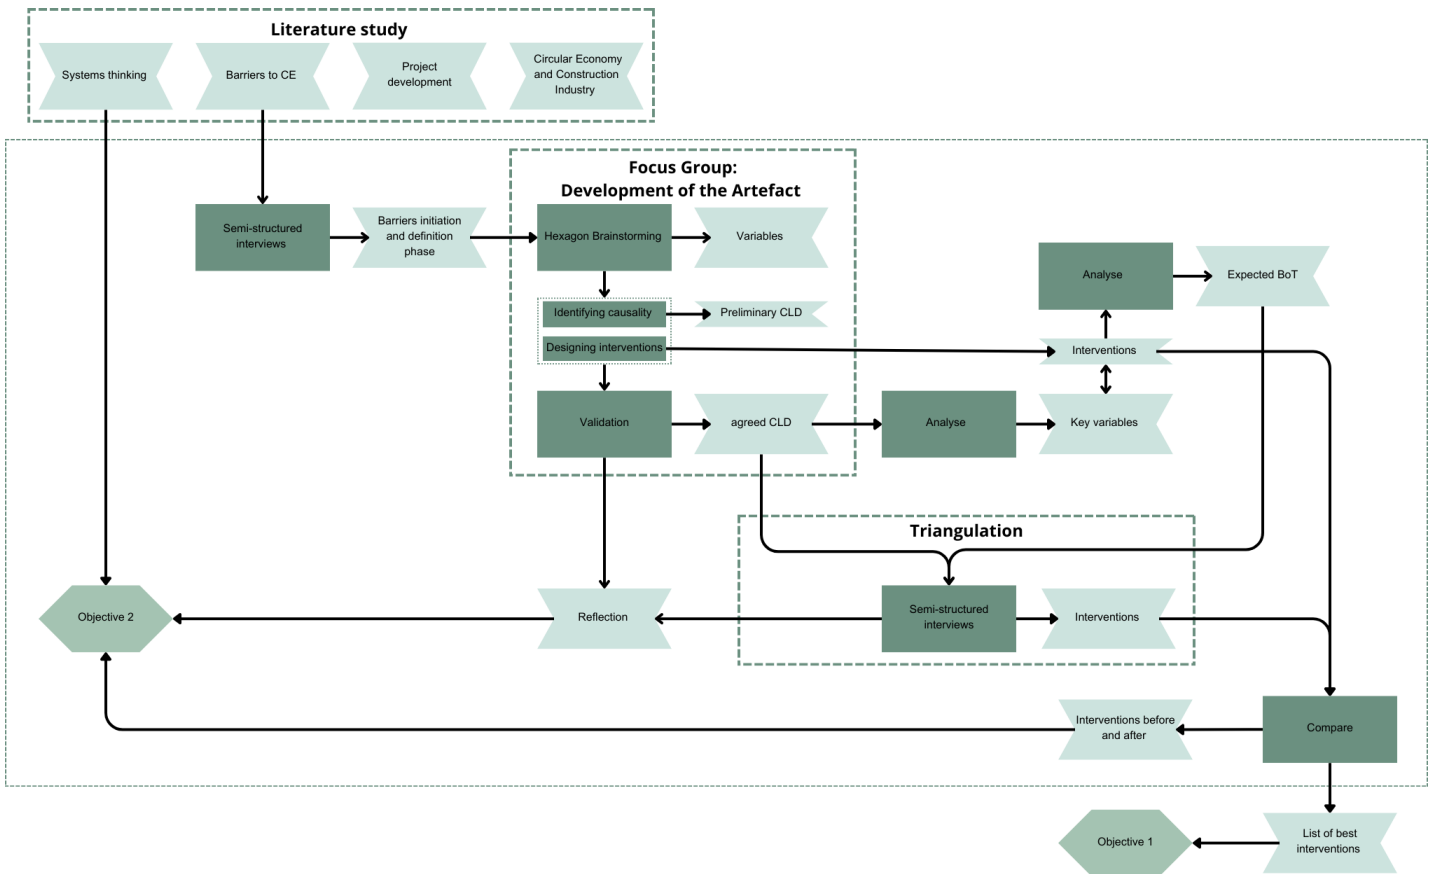 Literature study
Systems thinking
Barriers to CE
Project
development
Circular Economy
and Construction
Industry
Focus Group:
Development of the Artefact
Semi-structured
interviews
Barriers initiation
and definition
phase
Hexagon Brainstorming
Variables
Identifying causality
Preliminary CLD
Designing interventions
Validation
agreed CLD
Analyse
Key variables
Interventions
Analyse
Expected BoT
Triangulation
Semi-structured
interviews
Interventions
Reflection
Objective 2
Compare
Interventions before
and after
List of best
interventions
Objective 1